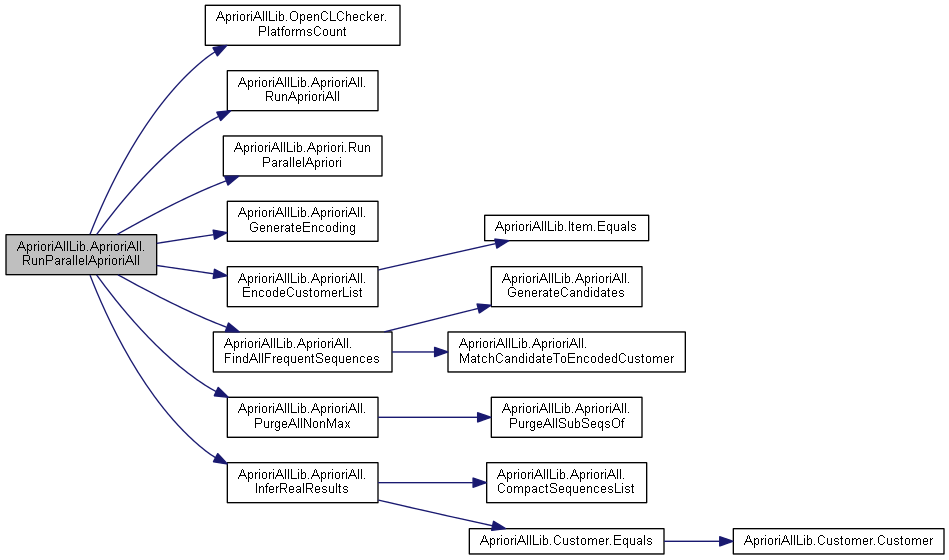 AprioriAllLib.OpenCLChecker.
PlatformsCount
AprioriAllLib.AprioriAll.
RunAprioriAll
AprioriAllLib.Apriori.Run
ParallelApriori
AprioriAllLib.AprioriAll.
GenerateEncoding
AprioriAllLib.Item.Equals
AprioriAllLib.AprioriAll.
RunParallelAprioriAll
AprioriAllLib.AprioriAll.
EncodeCustomerList
AprioriAllLib.AprioriAll.
GenerateCandidates
AprioriAllLib.AprioriAll.
FindAllFrequentSequences
AprioriAllLib.AprioriAll.
MatchCandidateToEncodedCustomer
AprioriAllLib.AprioriAll.
PurgeAllNonMax
AprioriAllLib.AprioriAll.
PurgeAllSubSeqsOf
AprioriAllLib.AprioriAll.
InferRealResults
AprioriAllLib.AprioriAll.
CompactSequencesList
AprioriAllLib.Customer.Equals
AprioriAllLib.Customer.Customer